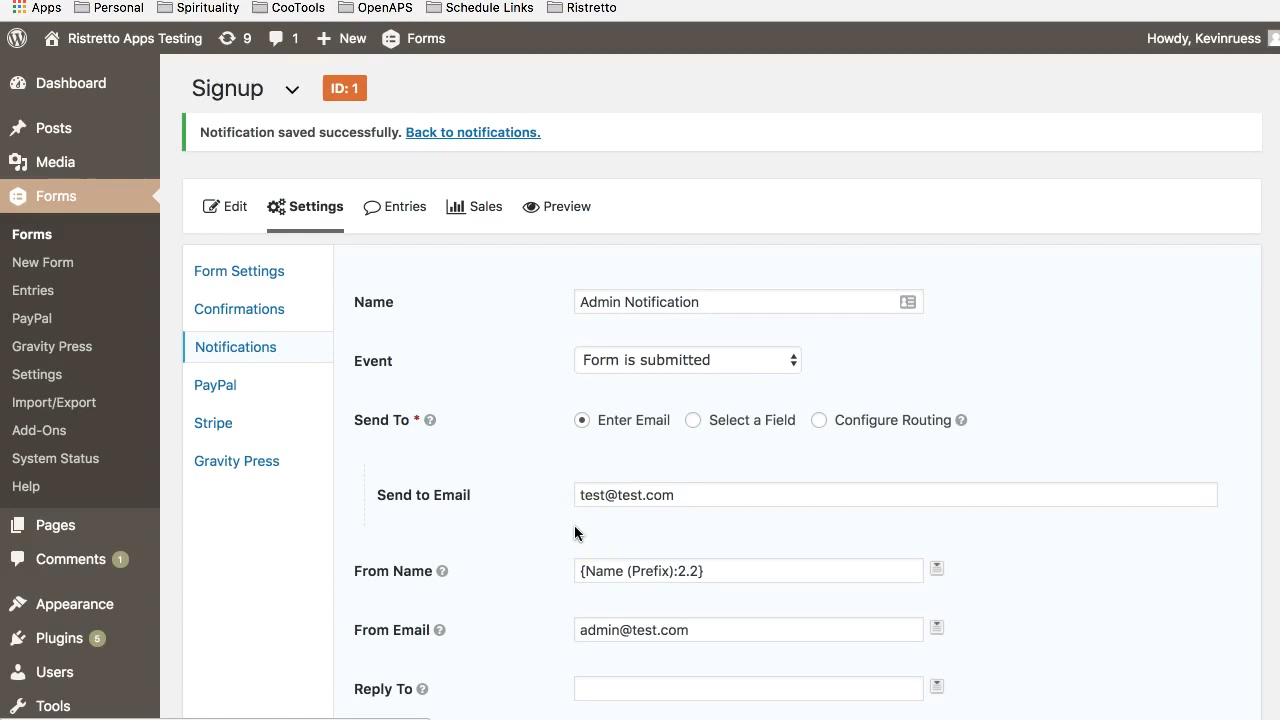 Apps Personal Spirituality CooTools OpenAPS Schedule Links Ristretto
Ristretto Apps Testing 9 1 New Forms Howdy, Kevinruess
Dashboard
Posts
Media
Forms
Forms
New Form
Entries
PayPal
Gravity Press
Settings
Import/Export
Add-Ons
System Status
Help
Pages
Comments 1
Appearance
Plugins 5
Users
Tools
Signup ID: 1
Notification saved successfully. Back to notifications.
Edit Settings Entries Sales Preview
Form Settings
Confirmations
Notifications
PayPal
Stripe
Gravity Press
Name Admin Notification
Event Form is submitted
Send To * ? Enter Email Select a Field Configure Routing ?
Send to Email test@test.com
From Name ? {Name (Prefix):2.2}
From Email ? admin@test.com
Reply To ?